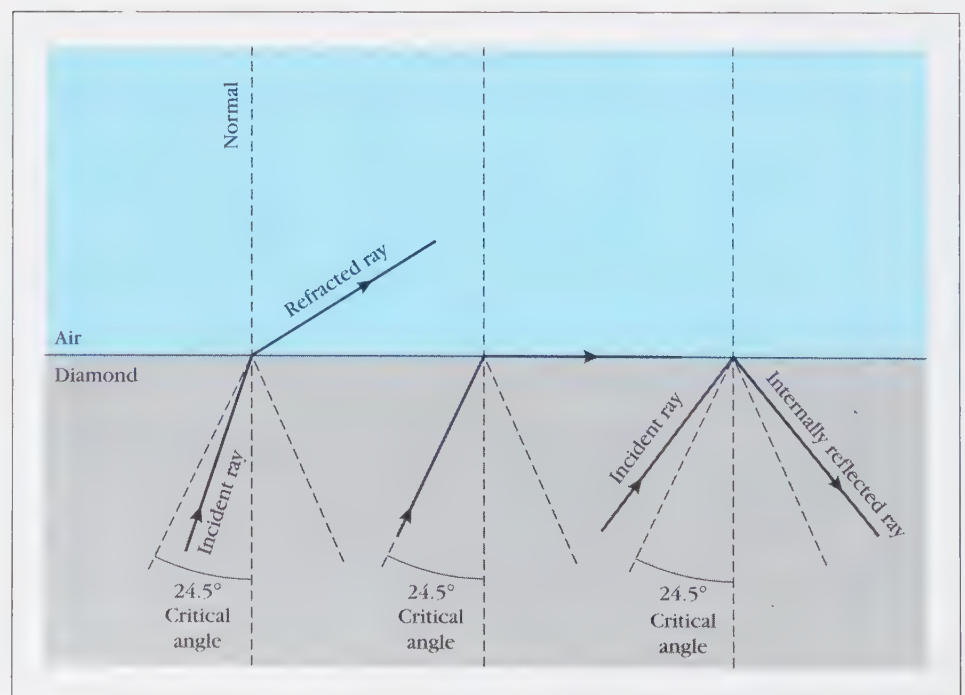 Normal
Refracted ray
Air
Diamond
Incident ray
24.5°
Critical
angle
24.5°
Critical
angle
Incident ray
Internally reflected ray
24.5°
Critical
angle